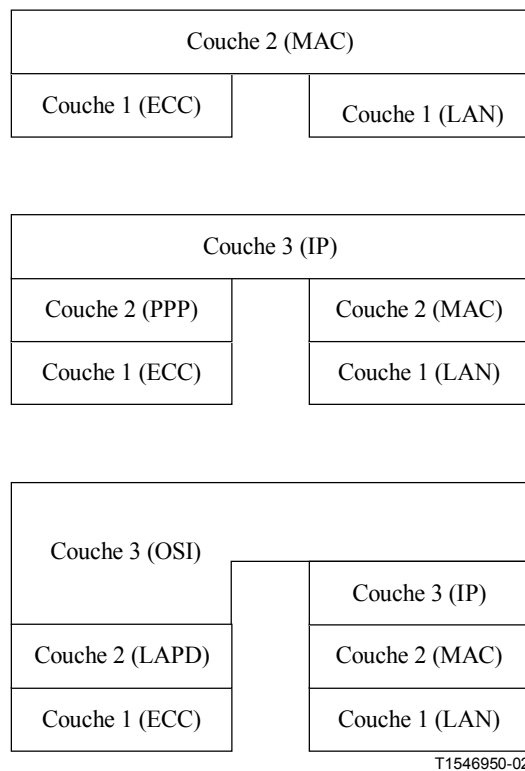 Couche 2 (MAC)
Couche 1 (ECC)
Couche 1 (LAN)
Couche 3 (IP)
Couche 2 (PPP)
Couche 2 (MAC)
Couche 1 (ECC)
Couche 1 (LAN)
Couche 3 (OSI)
Couche 3 (IP)
Couche 2 (LAPD)
Couche 2 (MAC)
Couche 1 (ECC)
Couche 1 (LAN)
T1546950-02